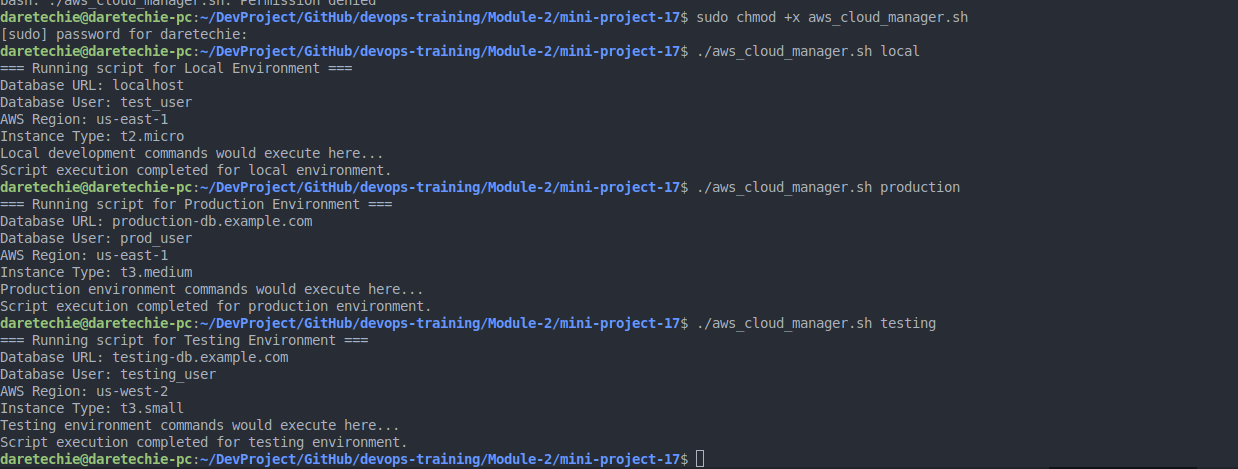 bash: ./aws_cloud_manager.sh: Permission denied
daretechie@daretechie-pc:~/DevProject/GitHub/devops-training/Module-2/mini-project-17$ sudo chmod +x aws_cloud_manager.sh
[sudo] password for daretechie:
daretechie@daretechie-pc:~/DevProject/GitHub/devops-training/Module-2/mini-project-17$ ./aws_cloud_manager.sh local
=== Running script for Local Environment ===
Database URL: localhost
Database User: test_user
AWS Region: us-east-1
Instance Type: t2.micro
Local development commands would execute here...
Script execution completed for local environment.
daretechie@daretechie-pc:~/DevProject/GitHub/devops-training/Module-2/mini-project-17$ ./aws_cloud_manager.sh production
=== Running script for Production Environment ===
Database URL: production-db.example.com
Database User: prod_user
AWS Region: us-east-1
Instance Type: t3.medium
Production environment commands would execute here...
Script execution completed for production environment.
daretechie@daretechie-pc:~/DevProject/GitHub/devops-training/Module-2/mini-project-17$ ./aws_cloud_manager.sh testing
=== Running script for Testing Environment ===
Database URL: testing-db.example.com
Database User: testing_user
AWS Region: us-west-2
Instance Type: t3.small
Testing environment commands would execute here...
Script execution completed for testing environment.
daretechie@daretechie-pc:~/DevProject/GitHub/devops-training/Module-2/mini-project-17$